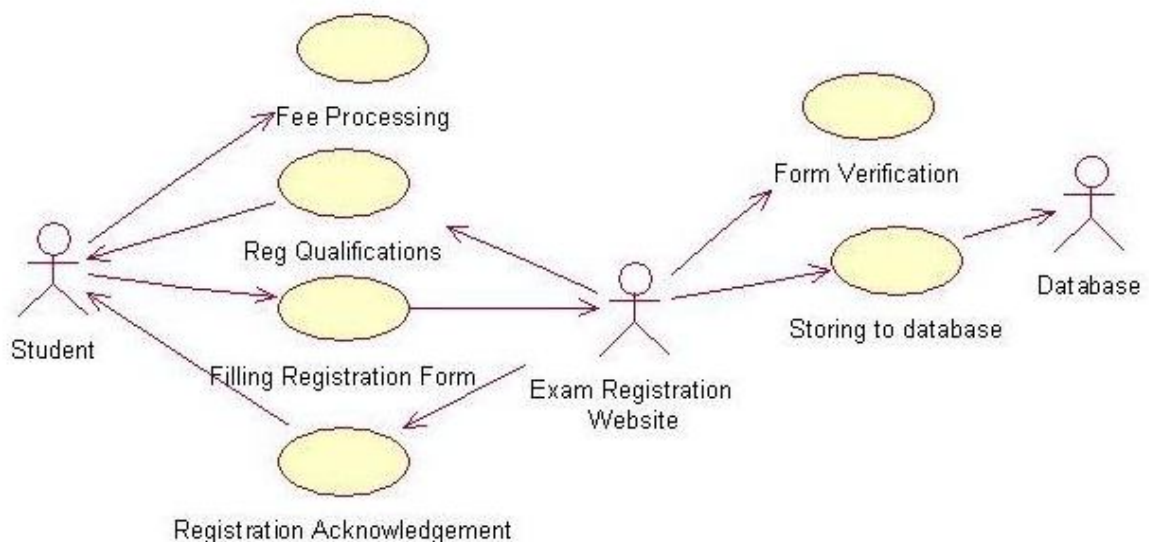 Fee Processing
Form Verification
Reg Qualifications
Database
Storing to database
Student
Filling Registration Form
Exam Registration
Website
Registration Acknowledgement